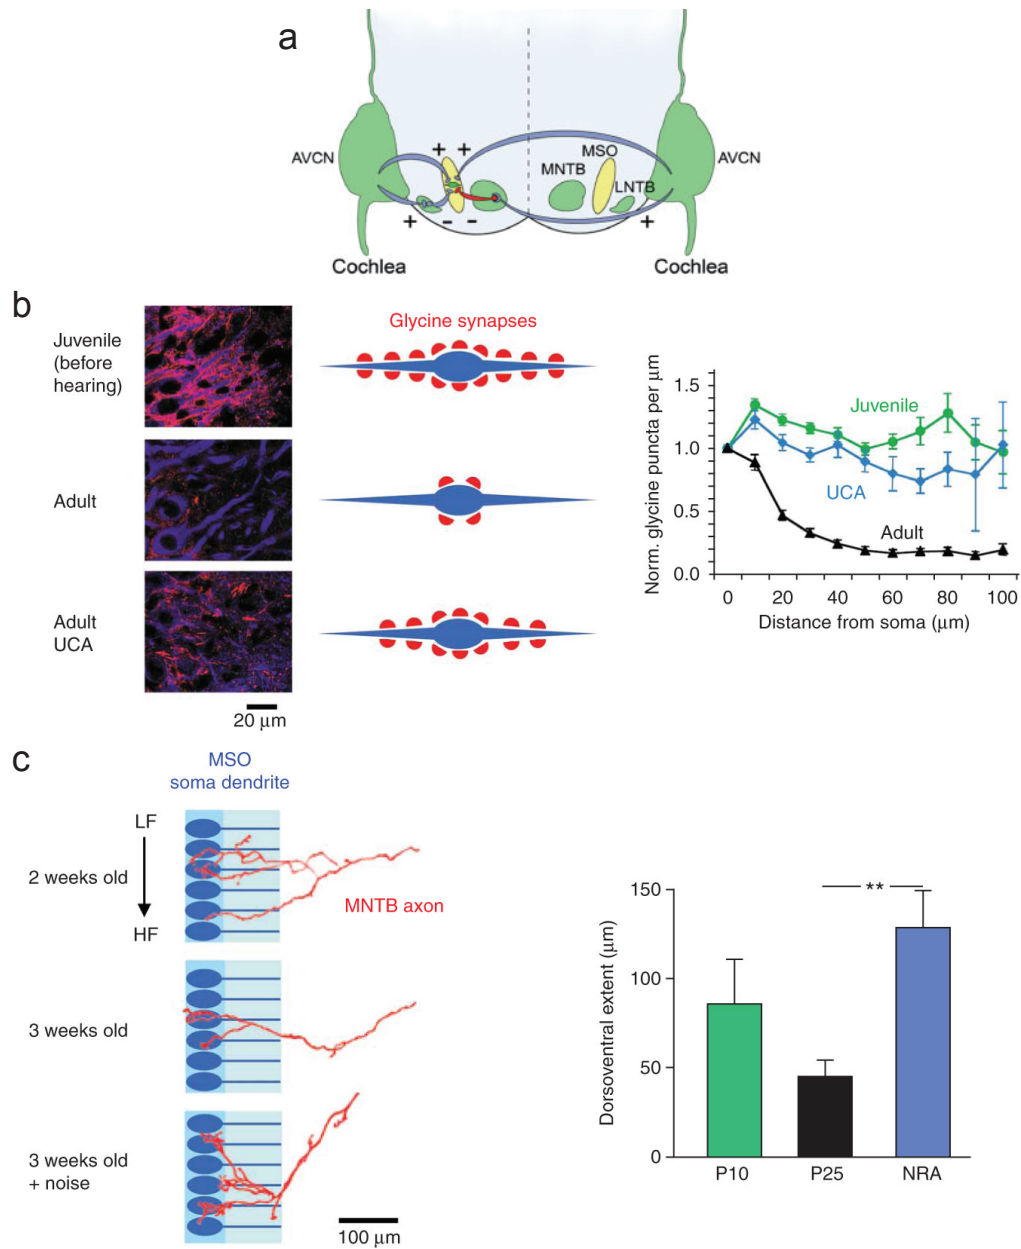 a
AVCN
+ +
MSO
MNTB
LNTB
AVCN
+ - - +
Cochlea
Cochlea
b
Juvenile
(before
hearing)
Adult
Adult
UCA
20 µm
Glycine synapses
Norm. glycine puncta per µm
1.5
1.0
0.5
0.0
Juvenile
UCA
Adult
0 20 40 60 80 100
Distance from soma (µm)
c
MSO
soma dendrite
LF
HF
2 weeks old
MNTB axon
3 weeks old
3 weeks old
+ noise
100 µm
Dorsoventral extent (µm)
150
100
50
0
**
P10 P25 NRA